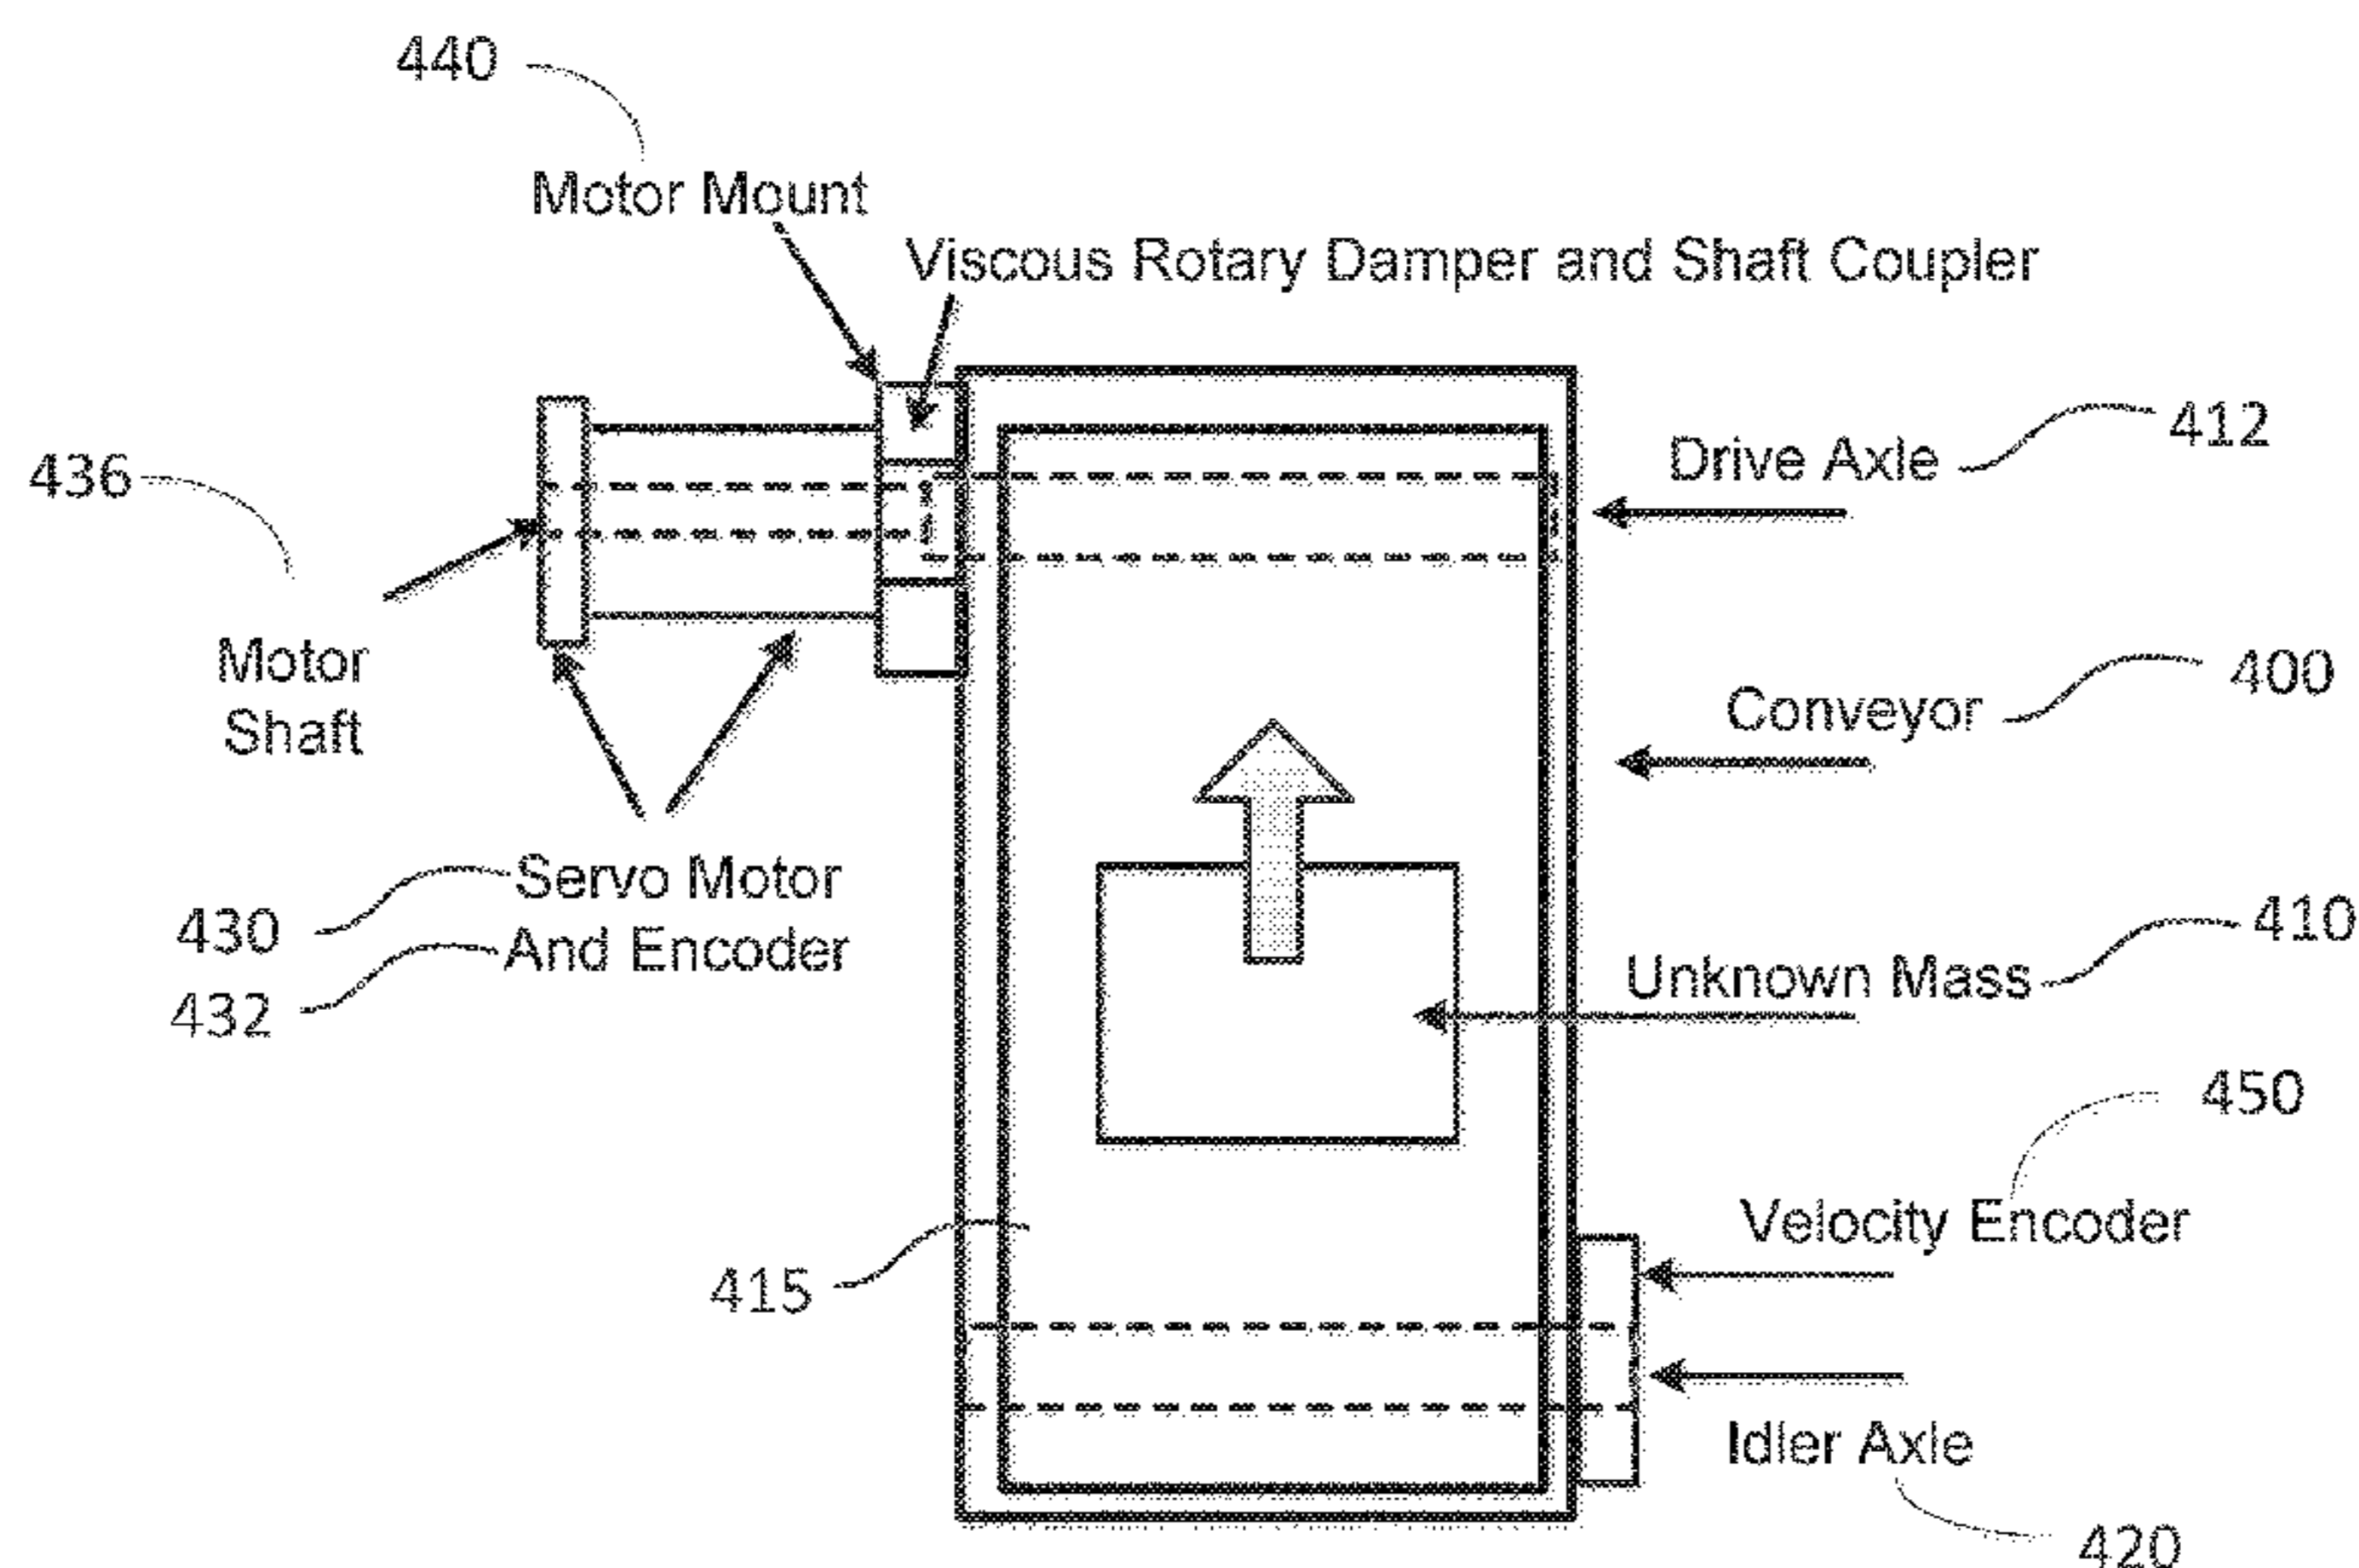 440
Motor Mount
Viscous Rotary Damper and Shaft Coupler
Drive Axle
412
436
Motor
Shaft
Conveyor
400
430
Servo Motor
And Encoder
432
Unknown Mass
410
450
Velocity Encoder
415
Idler Axle
420